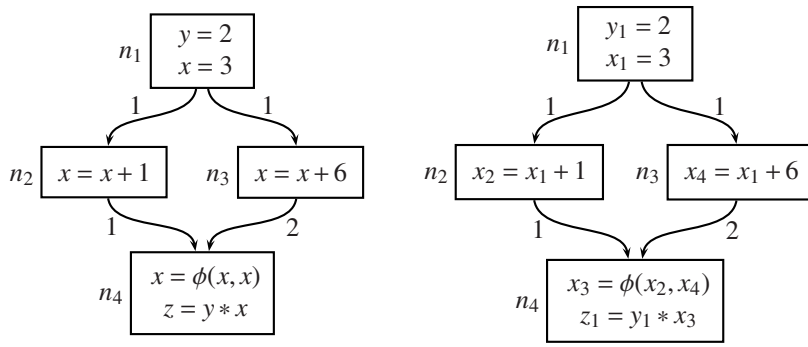 n₁
y = 2
x = 3
1
1
n₂
x = x + 1
n₃
x = x + 6
1
2
n₄
x = ϕ(x, x)
z = y ∗ x
n₁
y₁ = 2
x₁ = 3
1
1
n₂
x₂ = x₁ + 1
n₃
x₄ = x₁ + 6
1
2
n₄
x₃ = ϕ(x₂, x₄)
z₁ = y₁ ∗ x₃